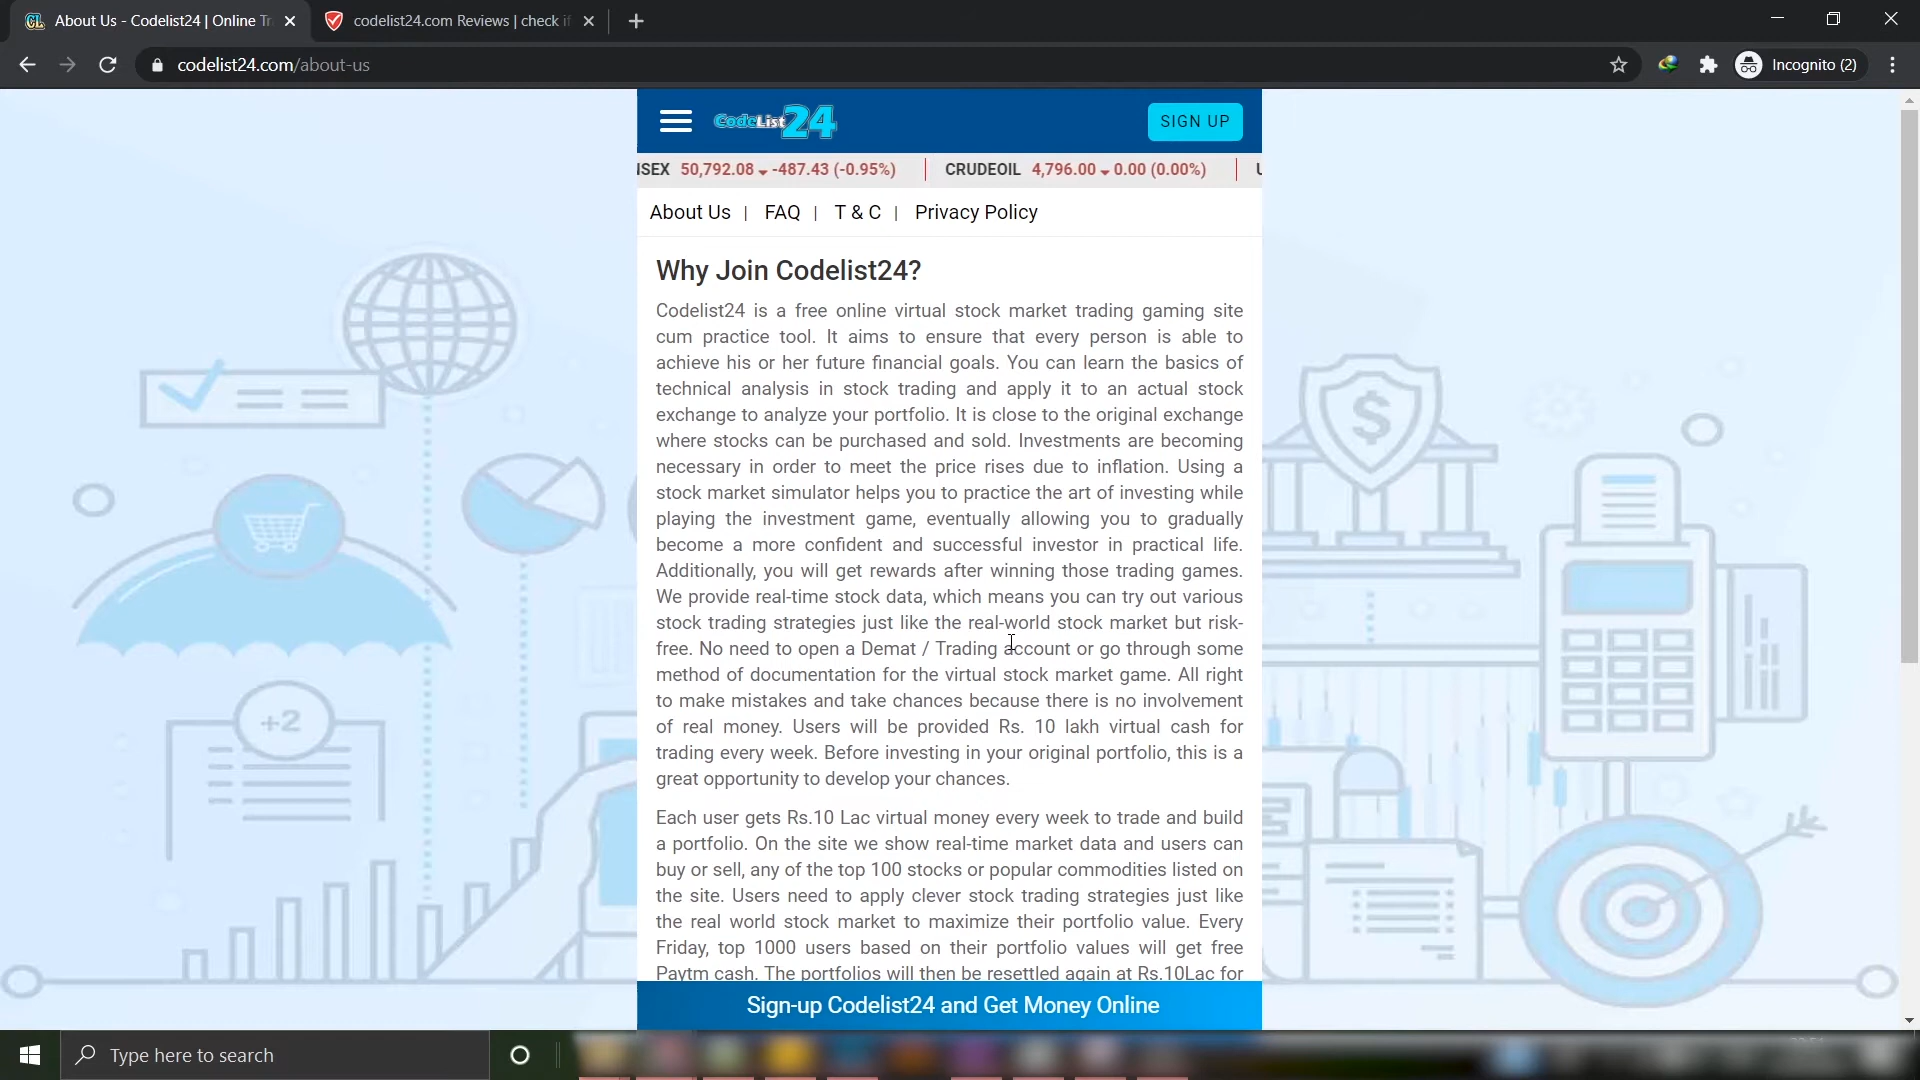 About Us - Codelist24 | Online Tr
codelist24.com Reviews | check if
codelist24.com/about-us
Incognito (2)
CodeList24
SIGN UP
SEX 50,792.08 -487.43 (-0.95%)
CRUDEOIL 4,796.00 0.00 (0.00%)
About Us | FAQ | T & C | Privacy Policy
Why Join Codelist24?
Codelist24 is a free online virtual stock market trading gaming site
cum practice tool. It aims to ensure that every person is able to
achieve his or her future financial goals. You can learn the basics of
technical analysis in stock trading and apply it to an actual stock
exchange to analyze your portfolio. It is close to the original exchange
where stocks can be purchased and sold. Investments are becoming
necessary in order to meet the price rises due to inflation. Using a
stock market simulator helps you to practice the art of investing while
playing the investment game, eventually allowing you to gradually
become a more confident and successful investor in practical life.
Additionally, you will get rewards after winning those trading games.
We provide real-time stock data, which means you can try out various
stock trading strategies just like the real-world stock market but risk-
free. No need to open a Demat / Trading account or go through some
method of documentation for the virtual stock market game. All right
to make mistakes and take chances because there is no involvement
of real money. Users will be provided Rs. 10 lakh virtual cash for
trading every week. Before investing in your original portfolio, this is a
great opportunity to develop your chances.
Each user gets Rs.10 Lac virtual money every week to trade and build
a portfolio. On the site we show real-time market data and users can
buy or sell, any of the top 100 stocks or popular commodities listed on
the site. Users need to apply clever stock trading strategies just like
the real world stock market to maximize their portfolio value. Every
Friday, top 1000 users based on their portfolio values will get free
Paytm cash. The portfolios will then be resettled again at Rs.10Lac for
Sign-up Codelist24 and Get Money Online
+2
$
Type here to search